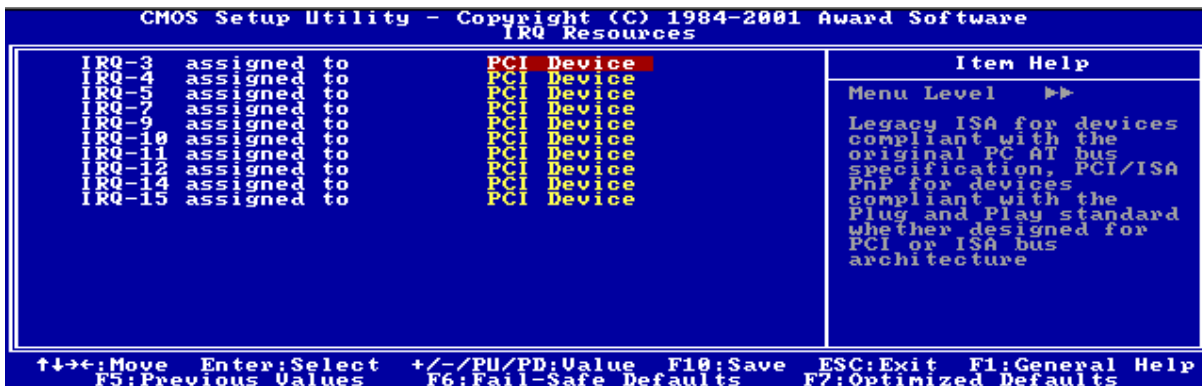 CMOS Setup Utility - Copyright (C) 1984-2001 Award Software
IRQ Resources
IRQ-3 assigned to PCI Device
IRQ-4 assigned to PCI Device
IRQ-5 assigned to PCI Device
IRQ-7 assigned to PCI Device
IRQ-9 assigned to PCI Device
IRQ-10 assigned to PCI Device
IRQ-11 assigned to PCI Device
IRQ-12 assigned to PCI Device
IRQ-14 assigned to PCI Device
IRQ-15 assigned to PCI Device
Item Help
Menu Level ►►
Legacy ISA for devices
compliant with the
original PC AT bus
specification, PCI/ISA
PnP for devices
compliant with the
Plug and Play standard
whether designed for
PCI or ISA bus
architecture
↑↓→←:Move Enter:Select +/-/PU/PD:Value F10:Save ESC:Exit F1:General Help
F5:Previous Values F6:Fail-Safe Defaults F7:Optimized Defaults